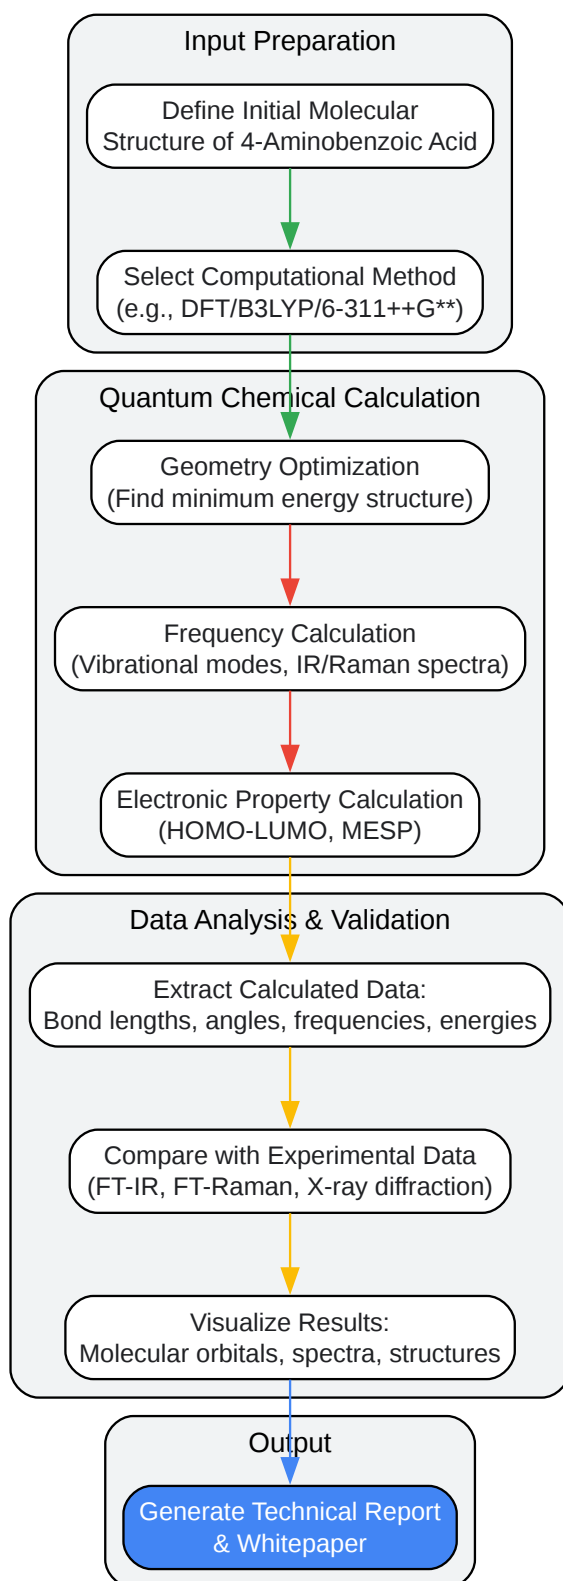 Input Preparation
Define Initial Molecular
Structure of 4-Aminobenzoic Acid
Select Computational Method
(e.g., DFT/B3LYP/6-311++G**)
Quantum Chemical Calculation
Geometry Optimization
(Find minimum energy structure)
Frequency Calculation
(Vibrational modes, IR/Raman spectra)
Electronic Property Calculation
(HOMO-LUMO, MESP)
Data Analysis & Validation
Extract Calculated Data:
Bond lengths, angles, frequencies, energies
Compare with Experimental Data
(FT-IR, FT-Raman, X-ray diffraction)
Visualize Results:
Molecular orbitals, spectra, structures
Output
Generate Technical Report
& Whitepaper